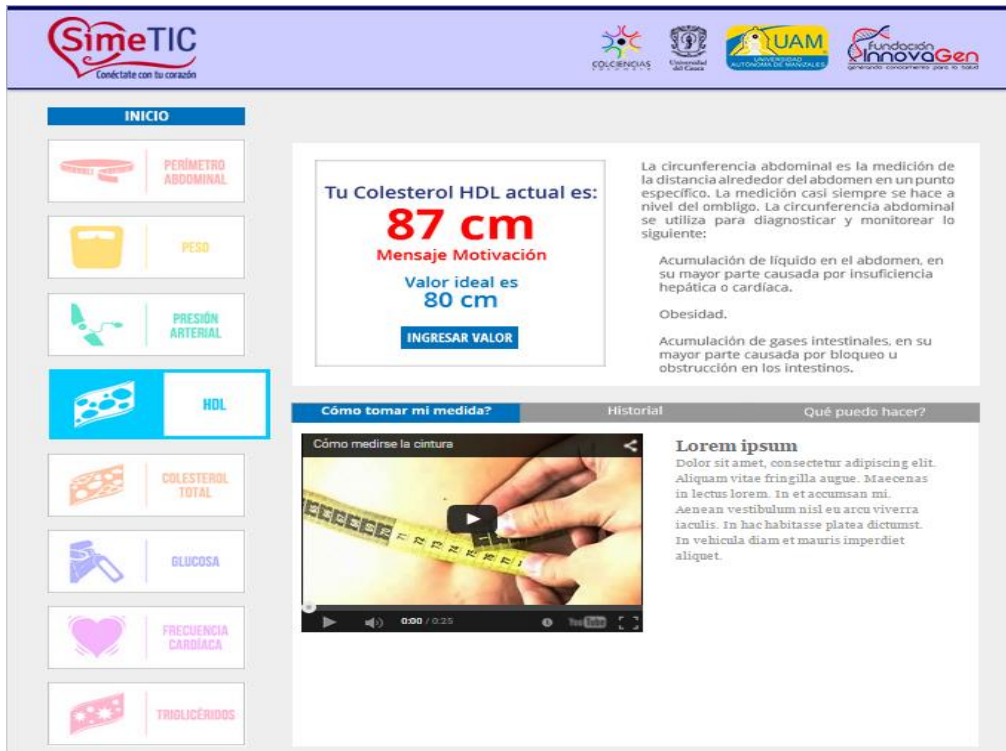 SimeTIC
Conéctate con tu corazón
COLCIENCIAS
COLOMBIA
Universidad
del Cauca
UAM
UNIVERSIDAD
AUTÓNOMA DE MANIZALES
Fundación
InnovaGen
generando conocimiento para la salud
INICIO
PERÍMETRO
ABDOMINAL
PESO
PRESIÓN
ARTERIAL
HDL
COLESTEROL
TOTAL
GLUCOSA
FRECUENCIA
CARDÍACA
TRIGLICÉRIDOS
Tu Colesterol HDL actual es:
87 cm
Mensaje Motivación
Valor ideal es
80 cm
INGRESAR VALOR
La circunferencia abdominal es la medición de
la distancia alrededor del abdomen en un punto
específico. La medición casi siempre se hace a
nivel del ombligo. La circunferencia abdominal
se utiliza para diagnosticar y monitorear lo
siguiente:
Acumulación de líquido en el abdomen, en
su mayor parte causada por insuficiencia
hepática o cardíaca.
Obesidad.
Acumulación de gases intestinales, en su
mayor parte causada por bloqueo u
obstrucción en los intestinos.
Cómo tomar mi medida?
Historial
Qué puedo hacer?
Cómo medirse la cintura
0:00 / 0:25
YouTube
Lorem ipsum
Dolor sit amet, consectetur adipiscing elit.
Aliquam vitae fringilla augue. Maecenas
in lectus lorem. In et accumsan mi.
Aenean vestibulum nisl eu arcu viverra
iaculis. In hac habitasse platea dictumst.
In vehicula diam et mauris imperdiet
aliquet.